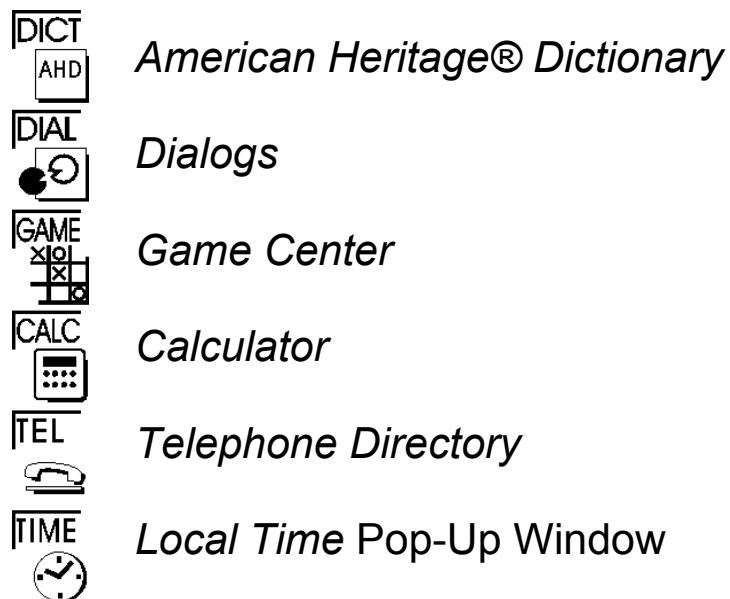 DICT
AHD
American Heritage® Dictionary
DIAL
Dialogs
GAME
Game Center
CALC
Calculator
TEL
Telephone Directory
TIME
Local Time Pop-Up Window